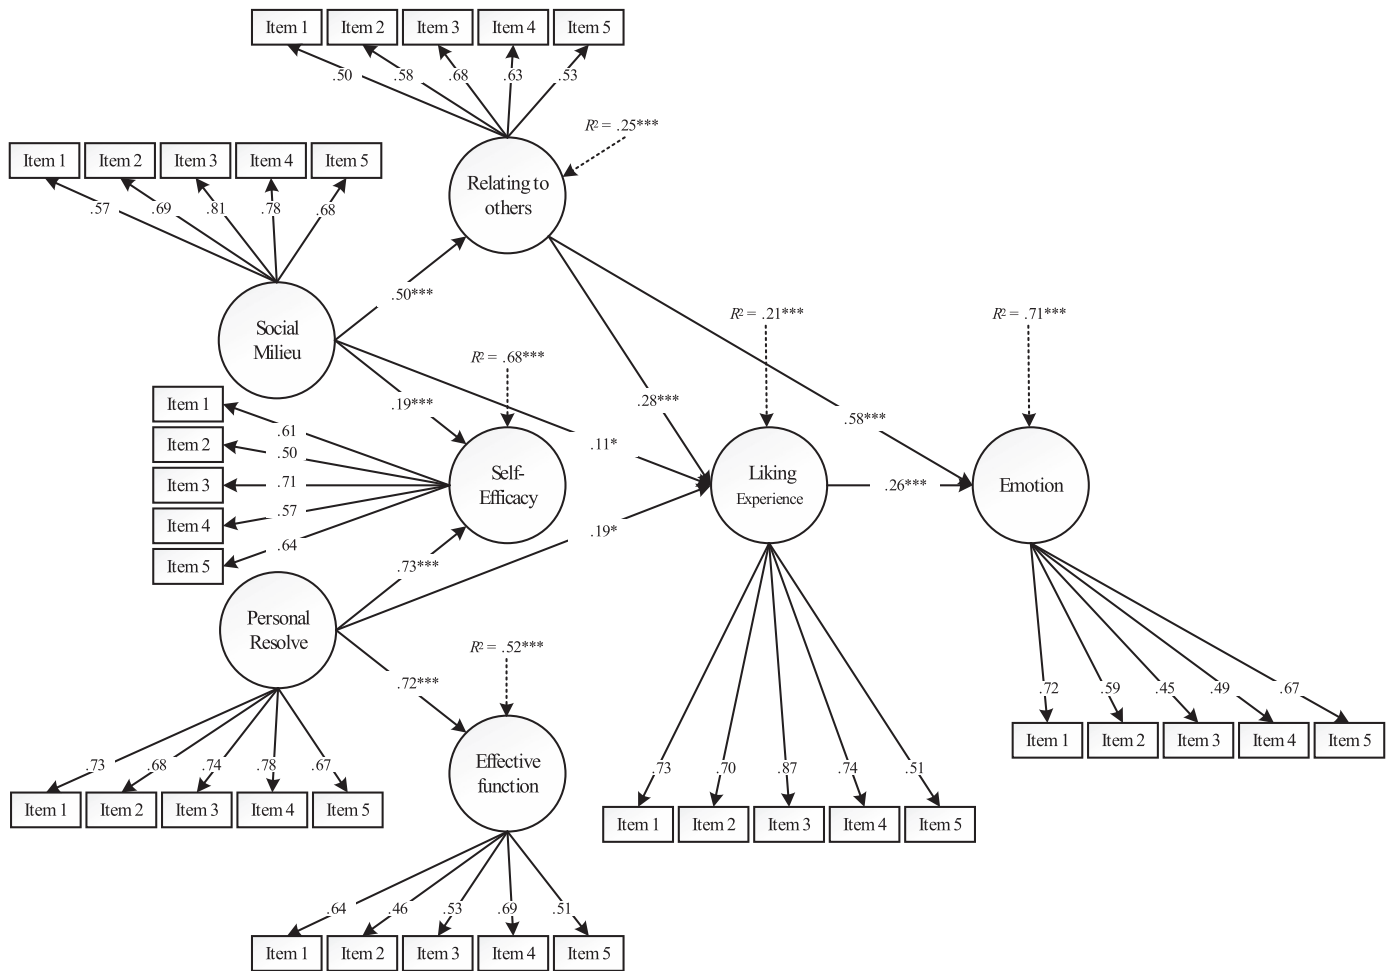 Item 1 Item 2 Item 3 Item 4 Item 5
.50 .58 .68 .63 .53
R² = .25***
Item 1 Item 2 Item 3 Item 4 Item 5
Relating to
others
.57 .69 .81 .78 .68
.50***
Social
Milieu
R² = .21***
R² = .71***
R² = .68***
.19***
.28***
.58***
Item 1
.61
Item 2
.50
.11*
Item 3
.71
Self-
Efficacy
Liking
Experience
.26***
Emotion
Item 4
.57
.19*
Item 5
.64
.73***
Personal
Resolve
R² = .52***
.72***
.72 .59 .45 .49 .67
Item 1 Item 2 Item 3 Item 4 Item 5
.73 .68 .74 .78 .67
Effective
function
.73 .70 .87 .74 .51
Item 1 Item 2 Item 3 Item 4 Item 5
Item 1 Item 2 Item 3 Item 4 Item 5
.64 .46 .53 .69 .51
Item 1 Item 2 Item 3 Item 4 Item 5